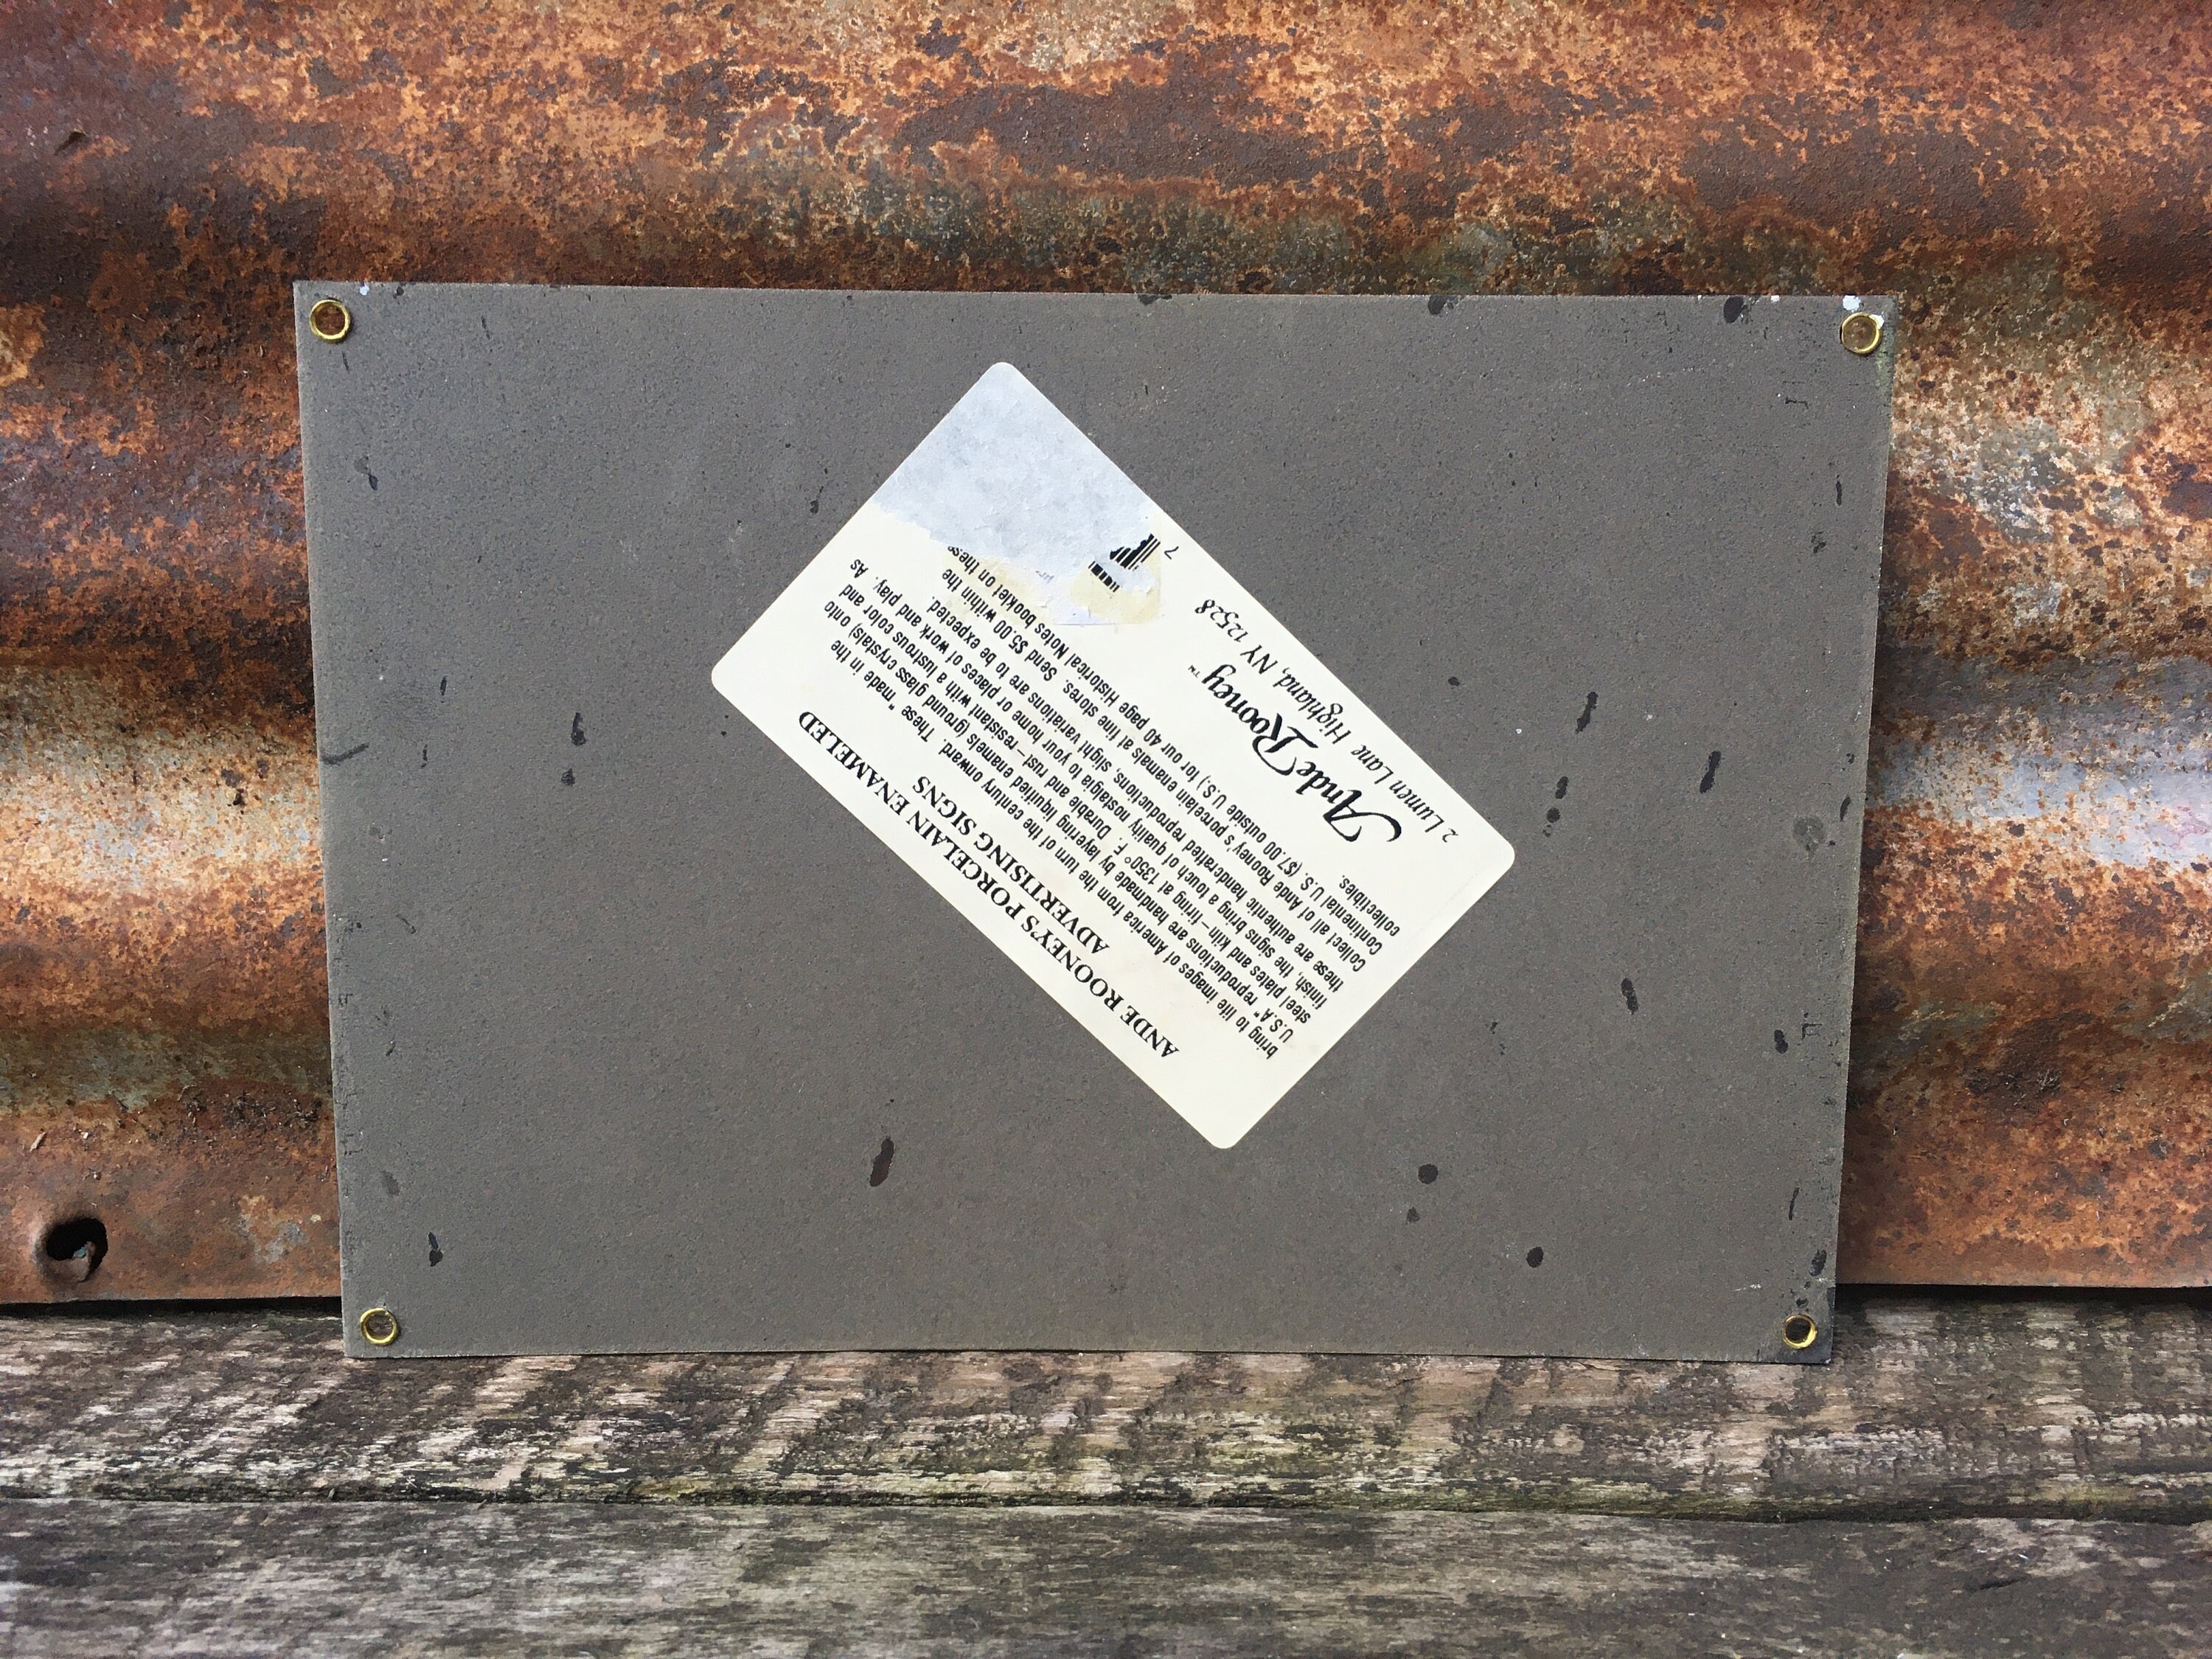 ANDE ROONEY'S PORCELAIN ENAMELED
ADVERTISING SIGNS
bring to life images of America from the turn of the century onward. These " made in the
U.S.A" reproductions are handmade by layering liquified enamels (ground glass crystals) onto
steel plates and kiln-firing at 1350° F. Durable and rust-resistant with a lustrous color and
finish, the signs bring a touch of quality nostalgia to your home or places of work and play. As
these are authentic handcrafted reproductions, slight variations are to be expected.
Collect all of Ande Rooney's porcelain enamels at fine stores. Send $5.00 within the
Continental U.S. ($7.00 outside U.S.) for our 40 page Historical Notes booklet on these
collectibles.
Ande Rooney™
2 Lumen Lane Highland, NY 12528
7